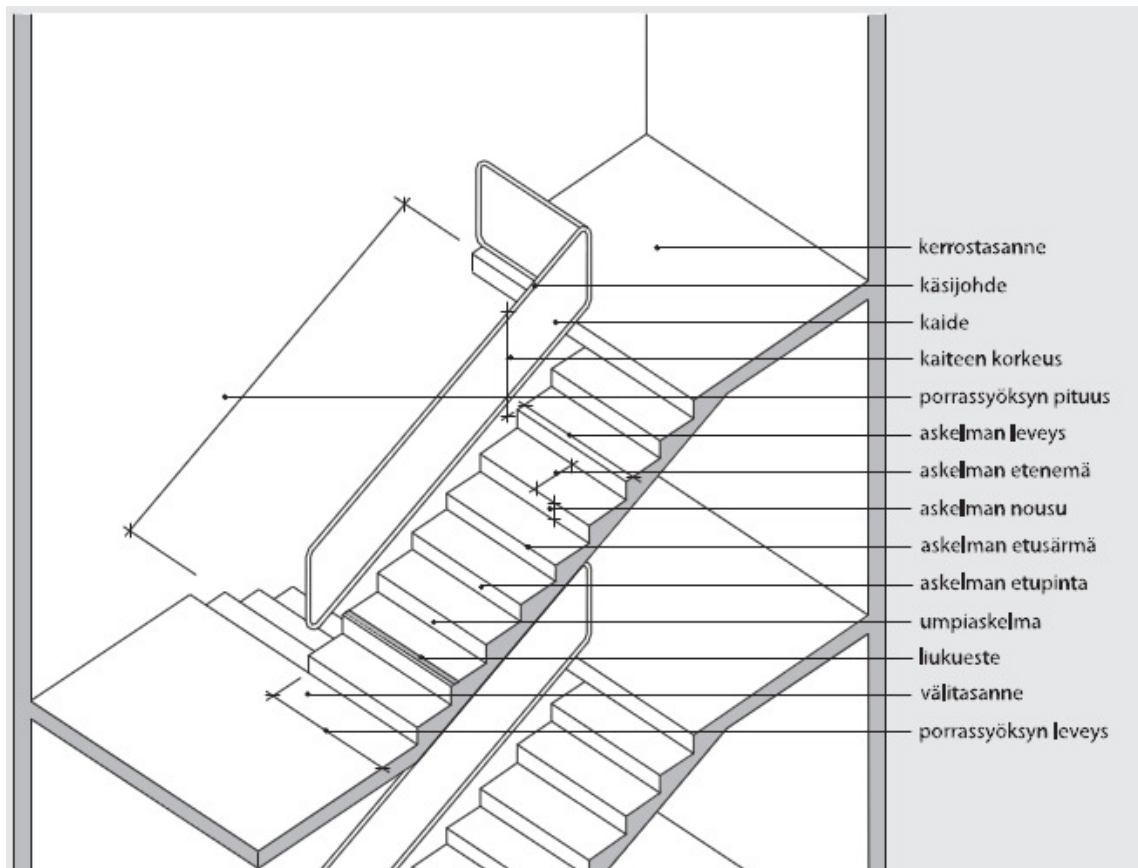 kerrostasanne
käsijohde
kaide
kaiteen korkeus
porrassyöksyn pituus
askelman leveys
askelman etenemä
askelman nousu
askelman etusärmä
askelman etupinta
umpiaskelma
liukueste
välitasanne
porrassyöksyn leveys